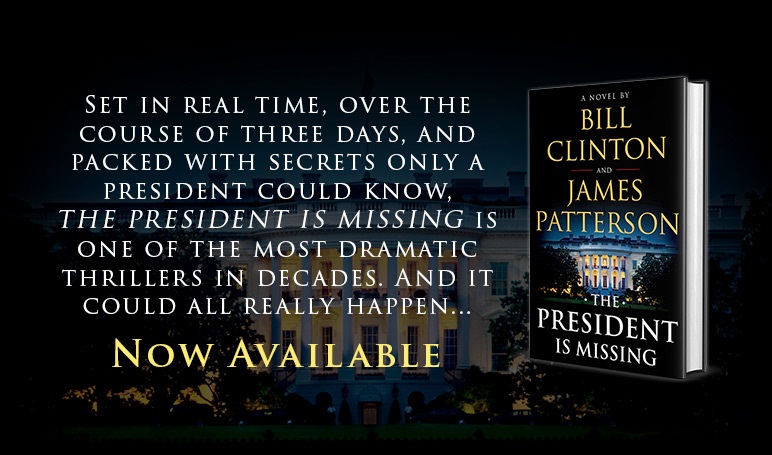 SET IN REAL TIME, OVER THE
COURSE OF THREE DAYS, AND
PACKED WITH SECRETS ONLY A
PRESIDENT COULD KNOW,
THE PRESIDENT IS MISSING IS
ONE OF THE MOST DRAMATIC
THRILLERS IN DECADES. AND IT
COULD ALL REALLY HAPPEN...
NOW AVAILABLE
A NOVEL BY
BILL
CLINTON
AND
JAMES
PATTERSON
· THE ·
PRESIDENT
IS MISSING